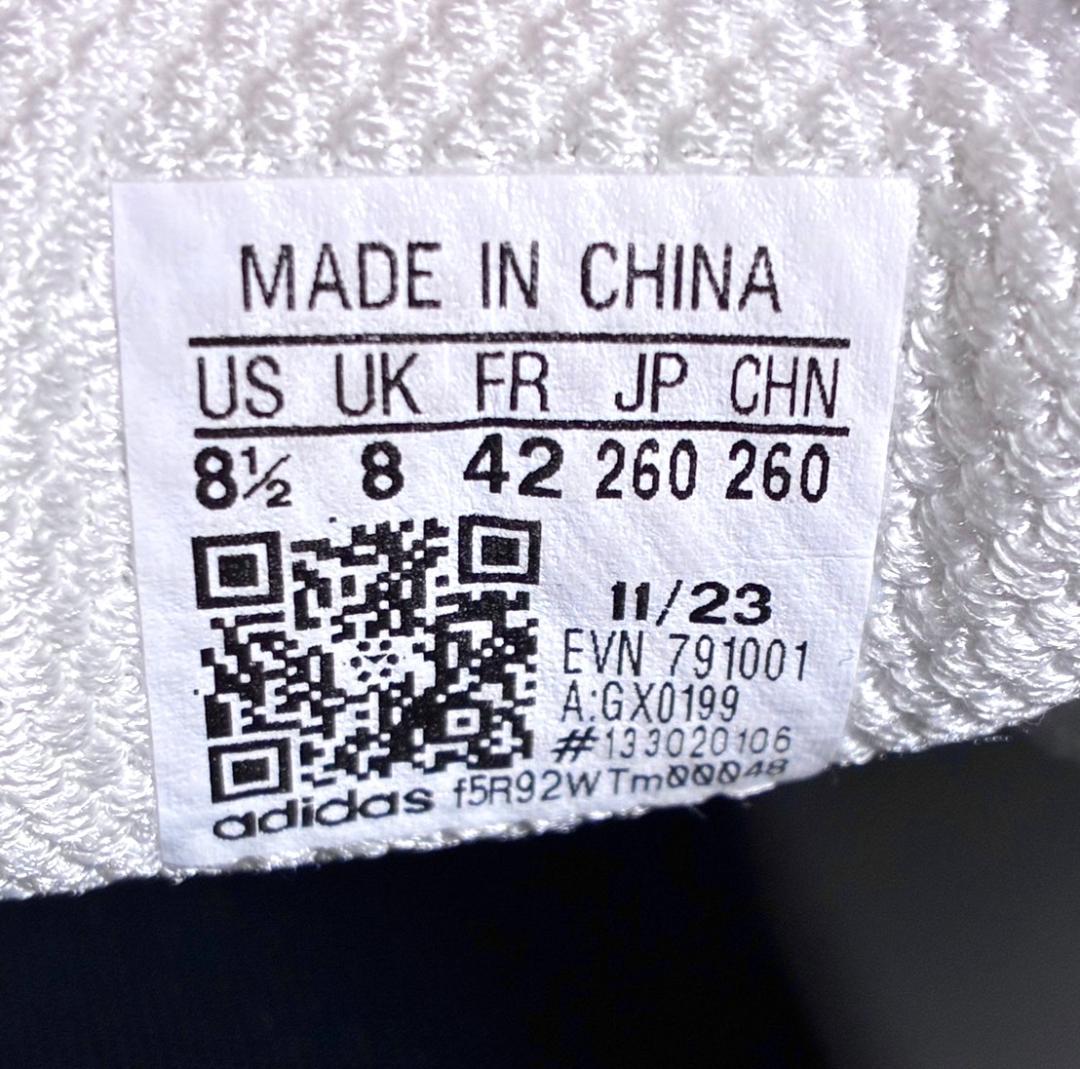 MADE IN CHINA
US UK FR JP CHN
8½ 8 42 260 260
11/23
EVN 791001
A:GX0199
#133020106
adidas f5R92WTm00048